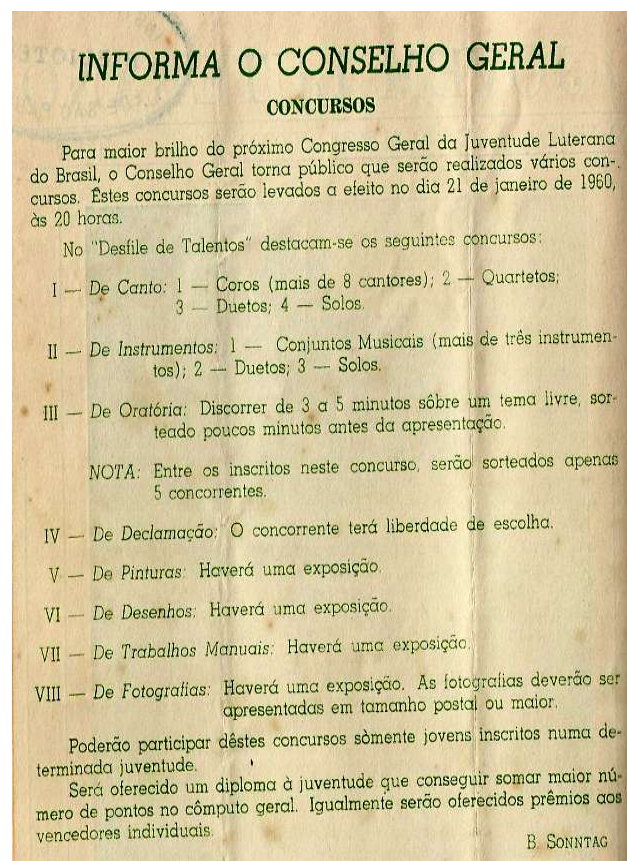 INFORMA O CONSELHO GERAL
CONCURSOS
Para maior brilho do próximo Congresso Geral da Juventude Luterana
do Brasil, o Conselho Geral torna público que serão realizados vários con-
cursos. Êstes concursos serão levados a efeito no dia 21 de janeiro de 1960,
às 20 horas.
No "Desfile de Talentos" destacam-se os seguintes concursos:
I — De Canto: 1 — Coros (mais de 8 cantores); 2 — Quartetos;
3 — Duetos; 4 — Solos.
II — De Instrumentos: 1 — Conjuntos Musicais (mais de três instrumen-
tos); 2 — Duetos; 3 — Solos.
III — De Oratória: Discorrer de 3 a 5 minutos sôbre um tema livre, sor-
teado poucos minutos antes da apresentação.
NOTA: Entre os inscritos neste concurso, serão sorteados apenas
5 concorrentes.
IV — De Declamação: O concorrente terá liberdade de escolha.
V — De Pinturas: Haverá uma exposição.
VI — De Desenhos: Haverá uma exposição.
VII — De Trabalhos Manuais: Haverá uma exposição.
VIII — De Fotografias: Haverá uma exposição. As fotografias deverão ser
apresentadas em tamanho postal ou maior.
Poderão participar dêstes concursos sòmente jovens inscritos numa de-
terminada juventude.
Será oferecido um diploma à juventude que conseguir somar maior nú-
mero de pontos no cômputo geral. Igualmente serão oferecidos prêmios aos
vencedores individuais.
B. SONNTAG